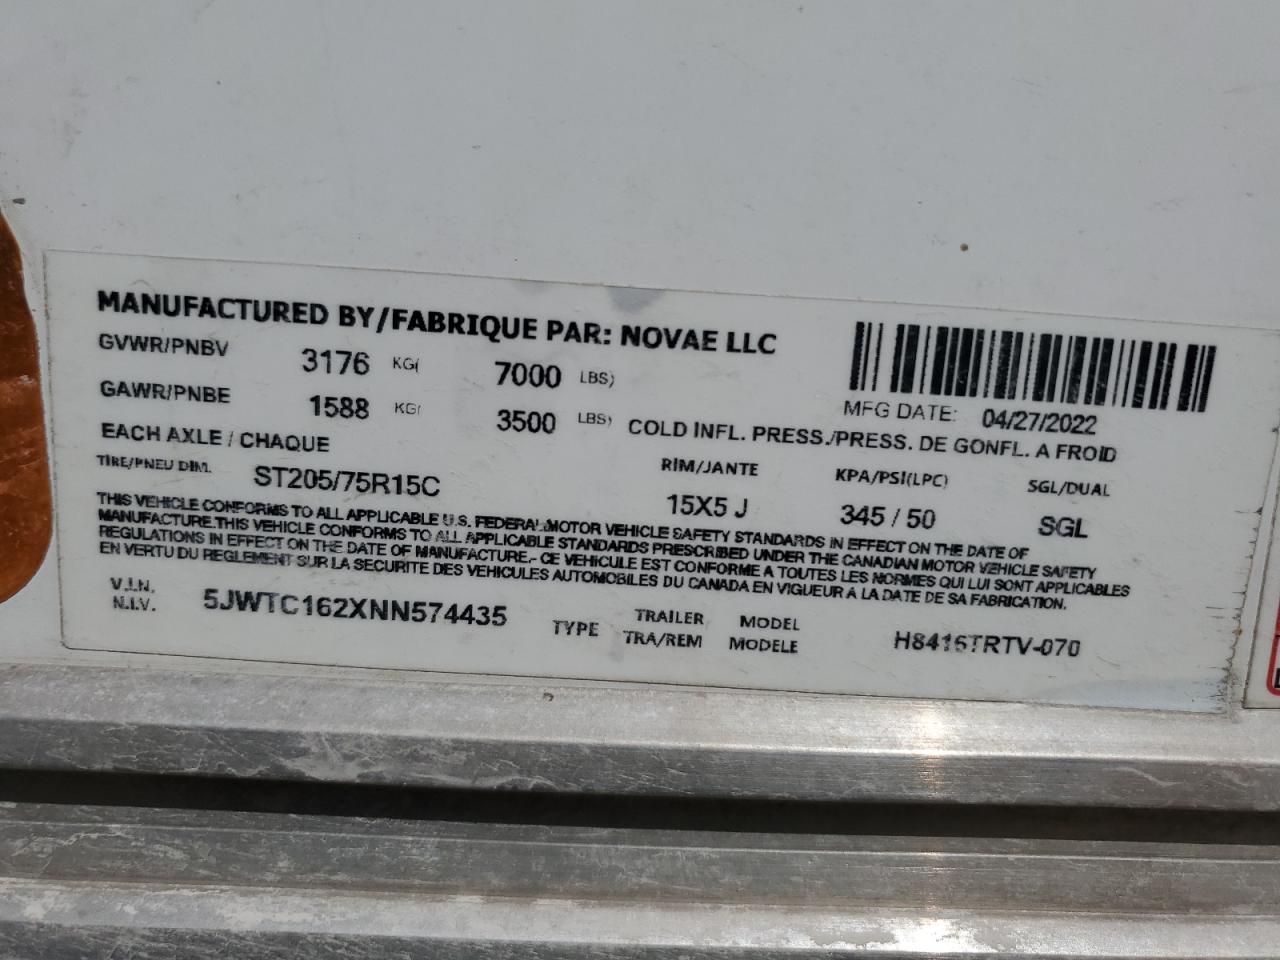 MANUFACTURED BY/FABRIQUE PAR: NOVAE LLC
GVWR/PNBV 3176 KG( 7000 LBS)
MFG DATE: 04/27/2022
GAWR/PNBE 1588 KG( 3500 LBS)
COLD INFL. PRESS./PRESS. DE GONFL. A FROID
EACH AXLE / CHAQUE
TIRE/PNEU DIM. ST205/75R15C
RIM/JANTE KPA/PSI(LPC) SGL/DUAL
15X5 J 345 / 50 SGL
THIS VEHICLE CONFORMS TO ALL APPLICABLE U.S. FEDERAL MOTOR VEHICLE SAFETY STANDARDS IN EFFECT ON THE DATE OF
MANUFACTURE.THIS VEHICLE CONFORMS TO ALL APPLICABLE STANDARDS PRESCRIBED UNDER THE CANADIAN MOTOR VEHICLE SAFETY
REGULATIONS IN EFFECT ON THE DATE OF MANUFACTURE.- CE VEHICULE EST CONFORME A TOUTES LES NORMES QUI LUI SONT APPLICABLES
EN VERTU DU REGLEMENT SUR LA SECURITE DES VEHICULES AUTOMOBILES DU CANADA EN VIGUEUR A LA DATE DE SA FABRICATION.
V.I.N.
N.I.V. 5JWTC162XNN574435
TYPE TRAILER MODEL
TRA/REM MODELE H8416TRTV-070